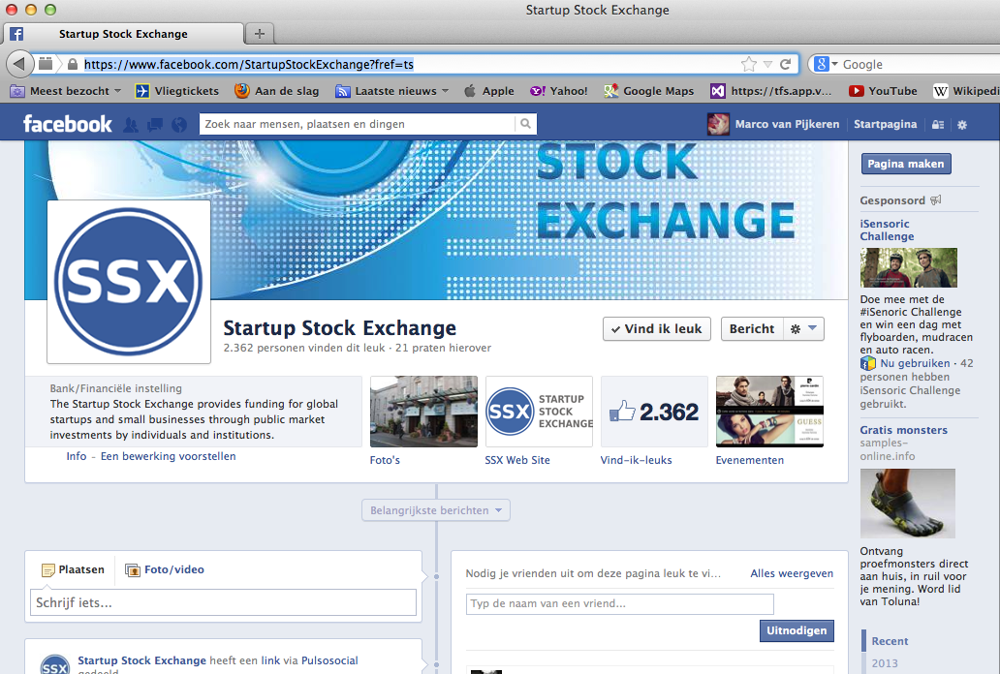 Startup Stock Exchange
Startup Stock Exchange
https://www.facebook.com/StartupStockExchange?fref=ts
Google
Meest bezocht
Vliegtickets
Aan de slag
Laatste nieuws
Apple
Yahoo!
Google Maps
https://tfs.app.v...
YouTube
Wikipedi
facebook
Zoek naar mensen, plaatsen en dingen
Marco van Pijkeren
Startpagina
STOCK
EXCHANGE
SSX
Startup Stock Exchange
2.362 personen vinden dit leuk · 21 praten hierover
Vind ik leuk
Bericht
Bank/Financiële instelling
The Startup Stock Exchange provides funding for global
startups and small businesses through public market
investments by individuals and institutions.
Info - Een bewerking voorstellen
Foto's
SSX
STARTUP
STOCK
EXCHANGE
SSX Web Site
2.362
Vind-ik-leuks
pierre cardin
GUESS
Evenementen
Belangrijkste berichten
Plaatsen
Foto/video
Schrijf iets...
SSX
Startup Stock Exchange heeft een link via Pulsosocial
gedeeld
Nodig je vrienden uit om deze pagina leuk te vi...
Alles weergeven
Typ de naam van een vriend...
Uitnodigen
Pagina maken
Gesponsord
iSensoric
Challenge
Doe mee met de
#iSenoric Challenge
en win een dag met
flyboarden, mudracen
en auto racen.
Nu gebruiken · 42
personen hebben
iSensoric Challenge
gebruikt.
Gratis monsters
samples-
online.info
Ontvang
proefmonsters direct
aan huis, in ruil voor
je mening. Word lid
van Toluna!
Recent
2013